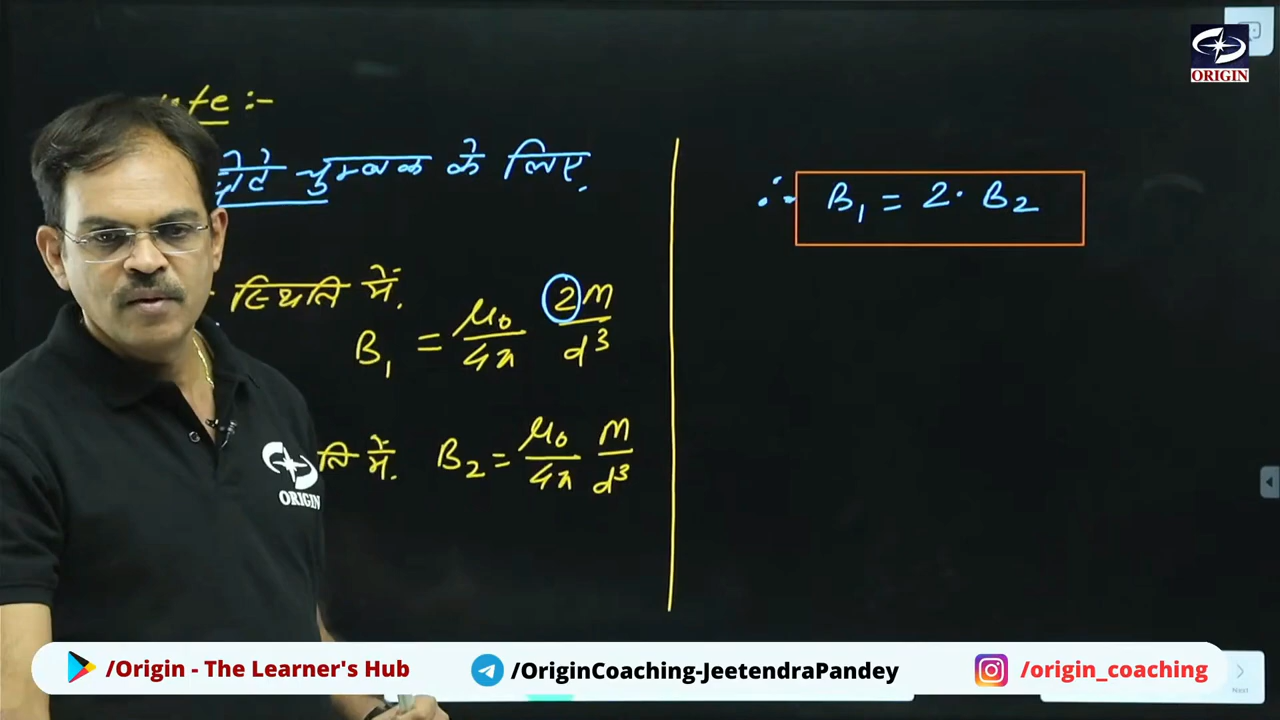 ORIGIN
:-
चुम्बक के लिए.
स्थिति में.
B₁ = μ₀/4π 2M/d³
में. B₂ = μ₀/4π M/d³
∴ B₁ = 2· B₂
ORIGIN
/Origin - The Learner's Hub
/OriginCoaching-JeetendraPandey
/origin_coaching
Next